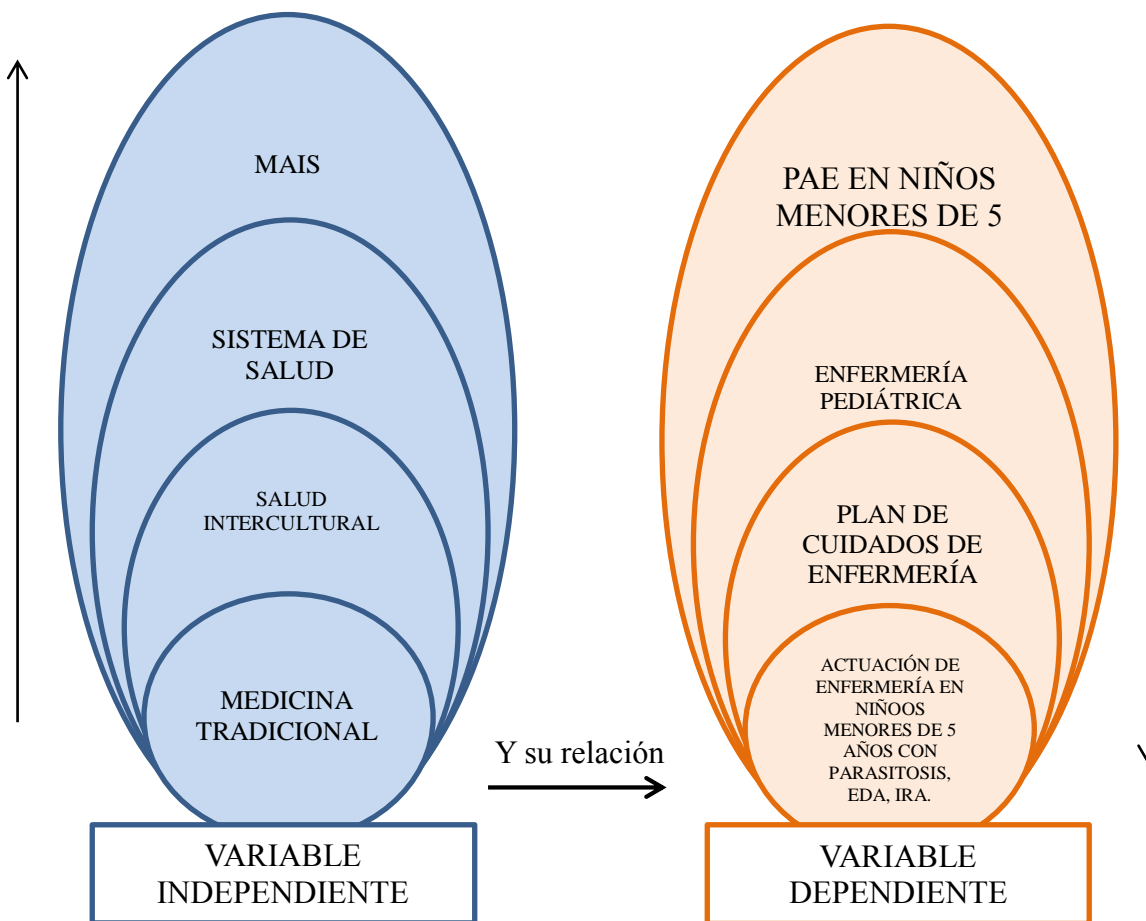 MAIS
SISTEMA DE
SALUD
SALUD
INTERCULTURAL
MEDICINA
TRADICIONAL
VARIABLE
INDEPENDIENTE
Y su relación
PAE EN NIÑOS
MENORES DE 5
ENFERMERÍA
PEDIÁTRICA
PLAN DE
CUIDADOS DE
ENFERMERÍA
ACTUACIÓN DE
ENFERMERÍA EN
NIÑOOS
MENORES DE 5
AÑOS CON
PARASITOSIS,
EDA, IRA.
VARIABLE
DEPENDIENTE